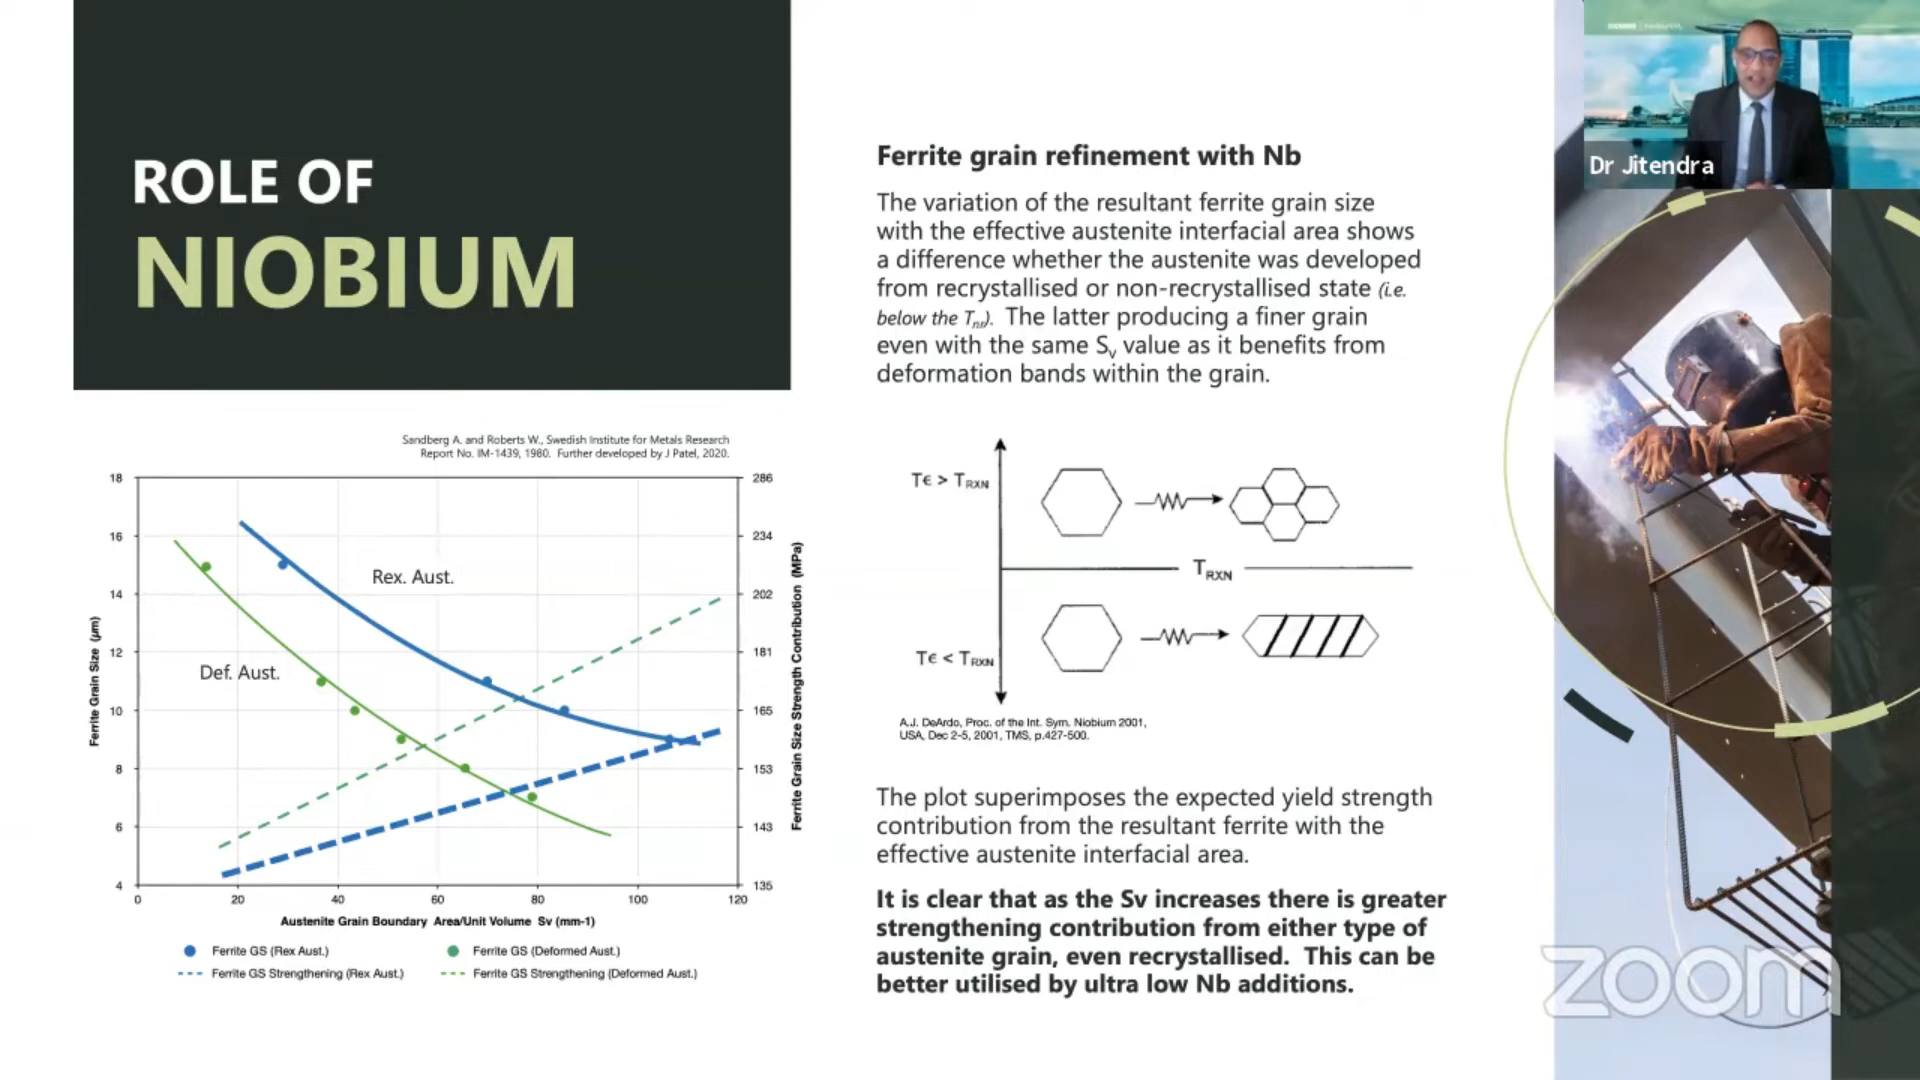 ROLE OF
NIOBIUM
Sandberg A. and Roberts W., Swedish Institute for Metals Research
Report No. IM-1439, 1980. Further developed by J Patel, 2020.
18
16
14
12
10
8
6
4
Ferrite Grain Size (μm)
286
234
202
181
165
153
143
135
Ferrite Grain Size Strength Contribution (MPa)
Rex. Aust.
Def. Aust.
0 20 40 60 80 100 120
Austenite Grain Boundary Area/Unit Volume Sv (mm-1)
Ferrite GS (Rex Aust.) Ferrite GS (Deformed Aust.)
Ferrite GS Strengthening (Rex Aust.) Ferrite GS Strengthening (Deformed Aust.)
Ferrite grain refinement with Nb
The variation of the resultant ferrite grain size
with the effective austenite interfacial area shows
a difference whether the austenite was developed
from recrystallised or non-recrystallised state (i.e.
below the Tnr). The latter producing a finer grain
even with the same Sv value as it benefits from
deformation bands within the grain.
Tϵ > TRXN
TRXN
Tϵ < TRXN
A.J. DeArdo, Proc. of the Int. Sym. Niobium 2001,
USA, Dec 2-5, 2001, TMS, p.427-500.
The plot superimposes the expected yield strength
contribution from the resultant ferrite with the
effective austenite interfacial area.
It is clear that as the Sv increases there is greater
strengthening contribution from either type of
austenite grain, even recrystallised. This can be
better utilised by ultra low Nb additions.
Dr Jitendra
zoom